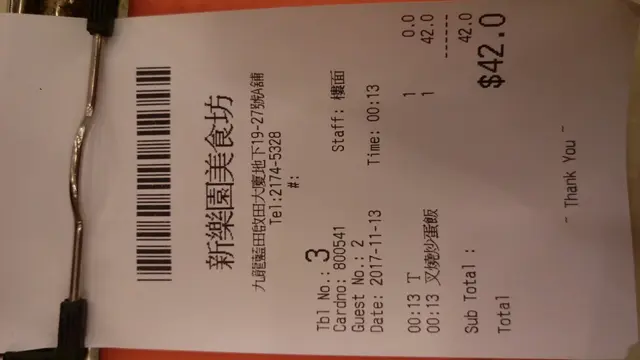 新樂園美食坊
九龍藍田啟田大廈地下19-27號A舖
Tel:2174-5328
#:
Tbl No.: 3
Cardno: 800541 Staff: 樓面
Guest No.: 2
Date: 2017-11-13 Time: 00:13
00:13 T 1 0.0
00:13 叉燒炒蛋飯 1 42.0
------
Sub Total : 42.0
Total $42.0
- Thank You -